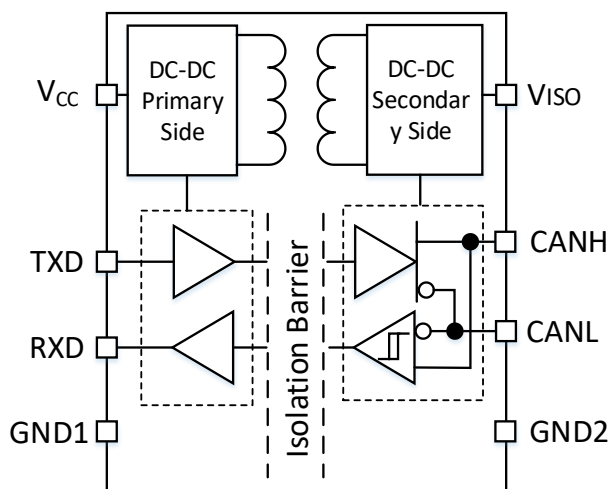 DC-DC
Primary
Side
DC-DC
Secondar
y Side
VCC
VISO
TXD
RXD
GND1
Isolation Barrier
CANH
CANL
GND2